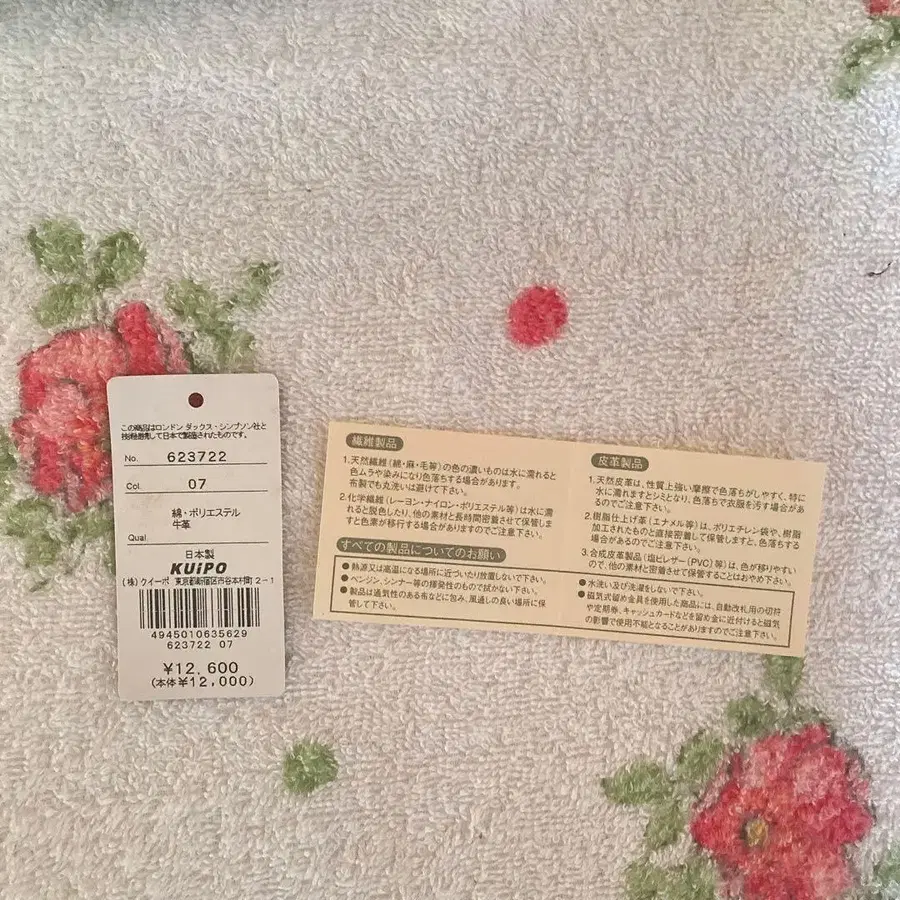 この商品はロンドン ダックス・シンプソン社と
技術提携して日本で製造されたものです。
No. 623722
Col. 07
綿・ポリエステル
牛革
Qual.
日本製
KUiPO
(株)クイーポ 東京都新宿区市谷本村町2-1
4945010635629
623722 07
¥12,600
(本体¥12,000)
繊維製品
1.天然繊維(綿・麻・毛等)の色の濃いものは水に濡れると
色ムラや染みになり色落ちする場合があります。
布製でも丸洗いは避けて下さい。
2.化学繊維(レーヨン・ナイロン・ポリエステル等)は水に濡
れると脱色したり、他の素材と長時間密着させて保管しま
すと色素が移行する場合がありますのでご注意下さい。
皮革製品
1.天然皮革は、性質上強い摩擦で色落ちがしやすく、特に
水に濡れますとシミとなり、色落ちで衣服を汚す場合があ
るのでご注意下さい。
2.樹脂仕上げ革(エナメル等)は、ポリエチレン袋や、樹脂
加工されたものと直接密着して保管しますと、色落ちする
場合があるのでご注意下さい。
3.合成皮革製品(塩ビレザー(PVC)等)は、色が移りやすい
ので、他の素材と密着させて保管することはおやめ下さい。
すべての製品についてのお願い
●熱源又は高温になる場所に近づいたり放置しないで下さい。
●ベンジン、シンナー等の揮発性のもので拭かないで下さい。
●製品は通気性のある布などに包み、風通しの良い場所に保
管して下さい。
●水洗い及び洗濯をしないで下さい。
●磁気式留め金具を使用した商品には、自動改札用の切符
や定期券、キャッシュカードなどを留め金に近付けると磁気
の影響で使用不能となることがありますのでご注意下さい。